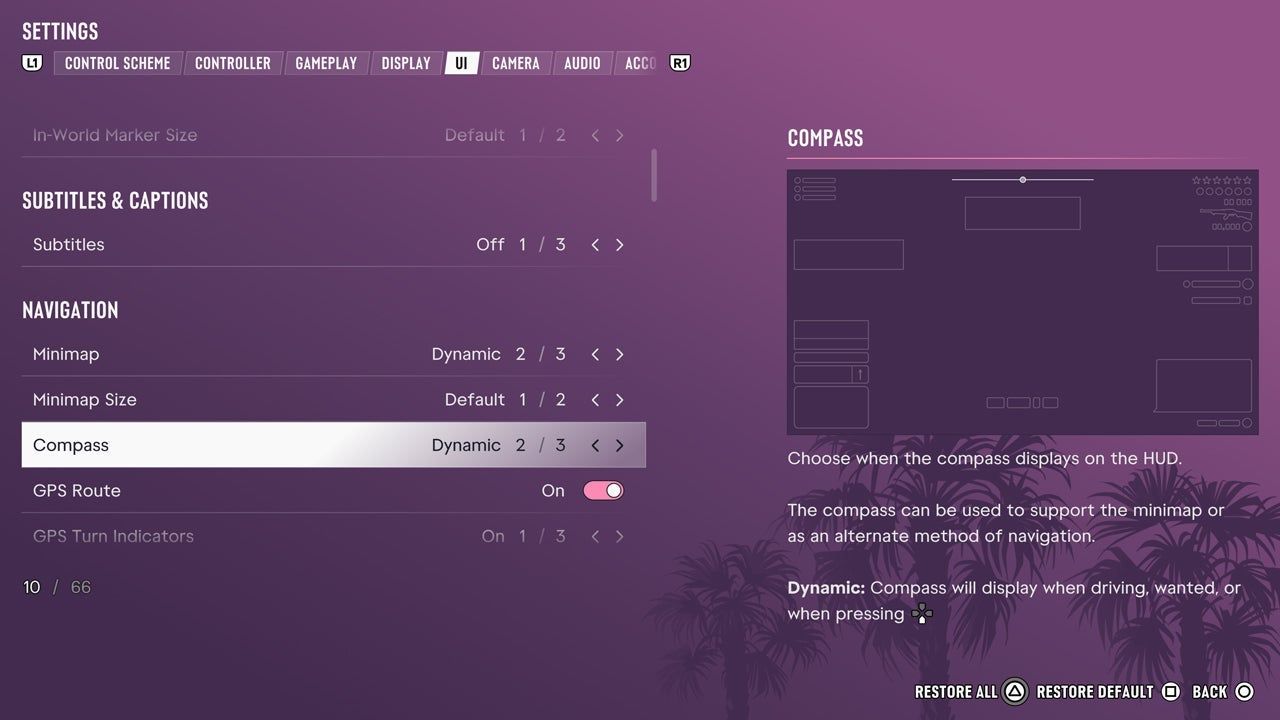 SETTINGS
L1 CONTROL SCHEME CONTROLLER GAMEPLAY DISPLAY UI CAMERA AUDIO ACCO R1
In-World Marker Size Default 1 / 2
SUBTITLES & CAPTIONS
Subtitles Off 1 / 3
NAVIGATION
Minimap Dynamic 2 / 3
Minimap Size Default 1 / 2
Compass Dynamic 2 / 3
GPS Route On
GPS Turn Indicators On 1 / 3
10 / 66
COMPASS
Choose when the compass displays on the HUD.
The compass can be used to support the minimap or
as an alternate method of navigation.
Dynamic: Compass will display when driving, wanted, or
when pressing
RESTORE ALL RESTORE DEFAULT BACK